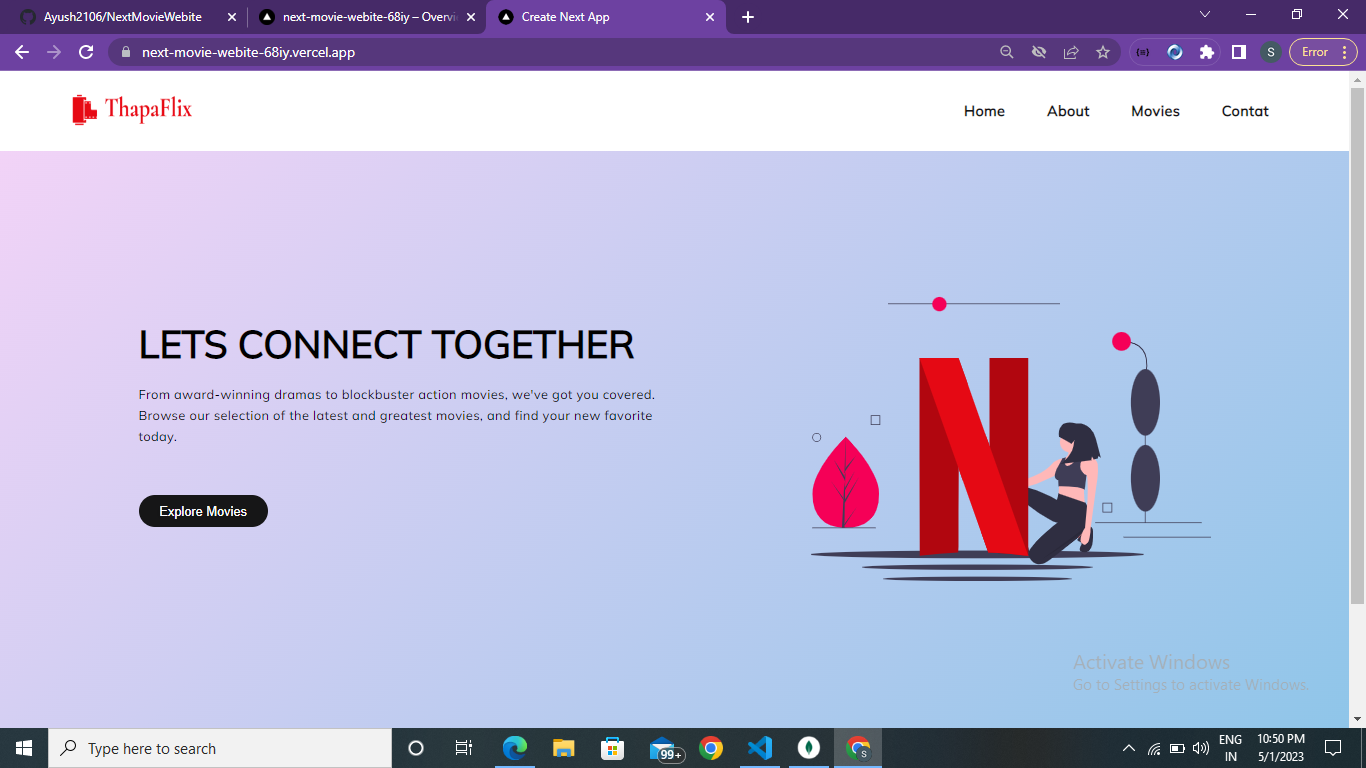 Ayush2106/NextMovieWebite
next-movie-webite-68iy – Overvi
Create Next App
next-movie-webite-68iy.vercel.app
S
Error
ThapaFlix
Home
About
Movies
Contat
LETS CONNECT TOGETHER
From award-winning dramas to blockbuster action movies, we've got you covered.
Browse our selection of the latest and greatest movies, and find your new favorite
today.
Explore Movies
N
Activate Windows
Go to Settings to activate Windows.
Type here to search
99+
S
ENG
IN
10:50 PM
5/1/2023